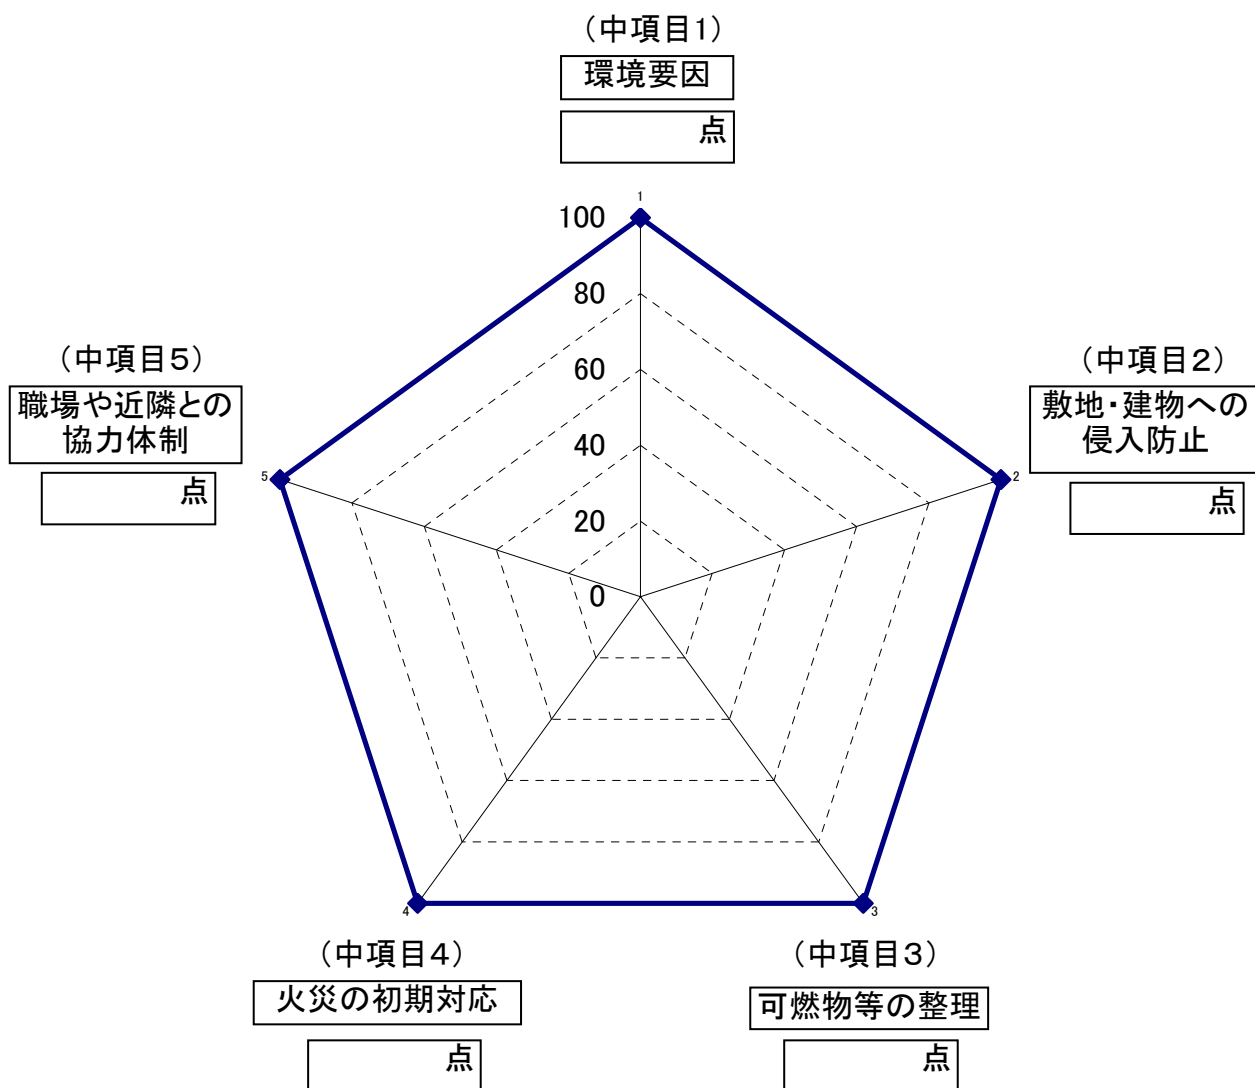 （中項目1）
環境要因
点
1
100
80
60
40
20
0
（中項目5）
職場や近隣との
協力体制
点
5
（中項目2）
敷地・建物への
侵入防止
点
2
4
3
（中項目4）
火災の初期対応
点
（中項目3）
可燃物等の整理
点